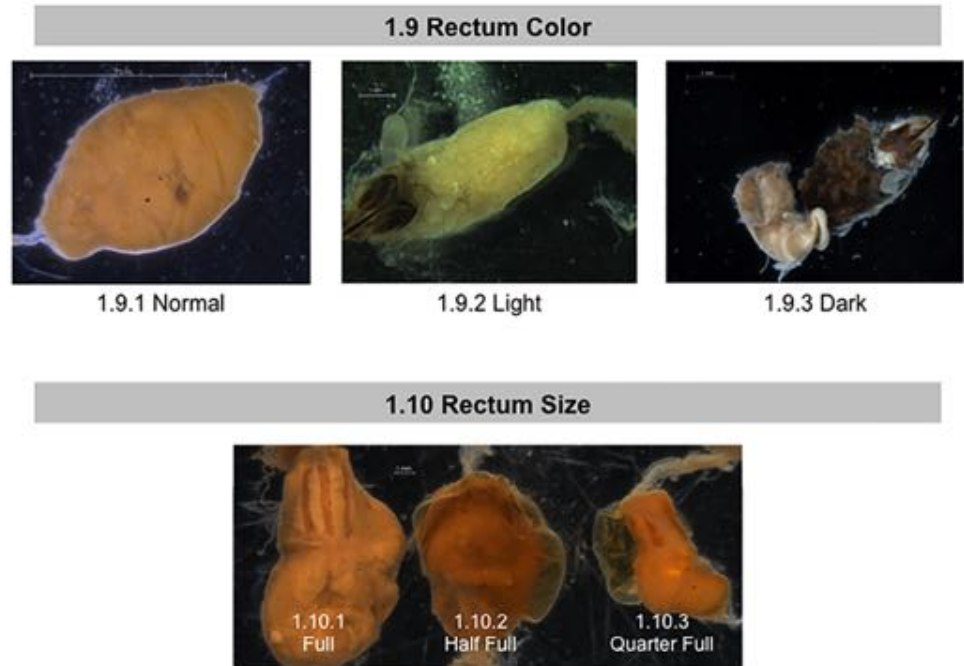 1.9 Rectum Color
1.9.1 Normal
1.9.2 Light
1.9.3 Dark
1.10 Rectum Size
1.10.1
Full
1.10.2
Half Full
1.10.3
Quarter Full